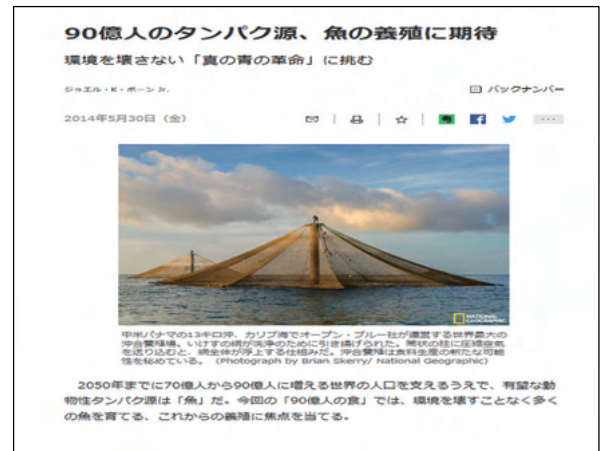 90億人のタンパク源、魚の養殖に期待
環境を壊さない「真の青の革命」に挑む
ジョエル・K・ボーン Jr.
バックナンバー
2014年5月30日（金）
NATIONAL
GEOGRAPHIC
中米パナマの13キロ沖、カリブ海でオープン・ブルー社が運営する世界最大の
沖合養殖場。いけすの網が洗浄のために引き揚げられた。筒状の柱に圧縮空気
を送り込むと、網全体が浮上する仕組みだ。沖合養殖は食料生産の新たな可能
性を秘めている。（Photograph by Brian Skerry/ National Geographic）
2050年までに70億人から90億人に増える世界の人口を支えるうえで、有望な動
物性タンパク源は「魚」だ。今回の「90億人の食」では、環境を壊すことなく多く
の魚を育てる、これからの養殖に焦点を当てる。